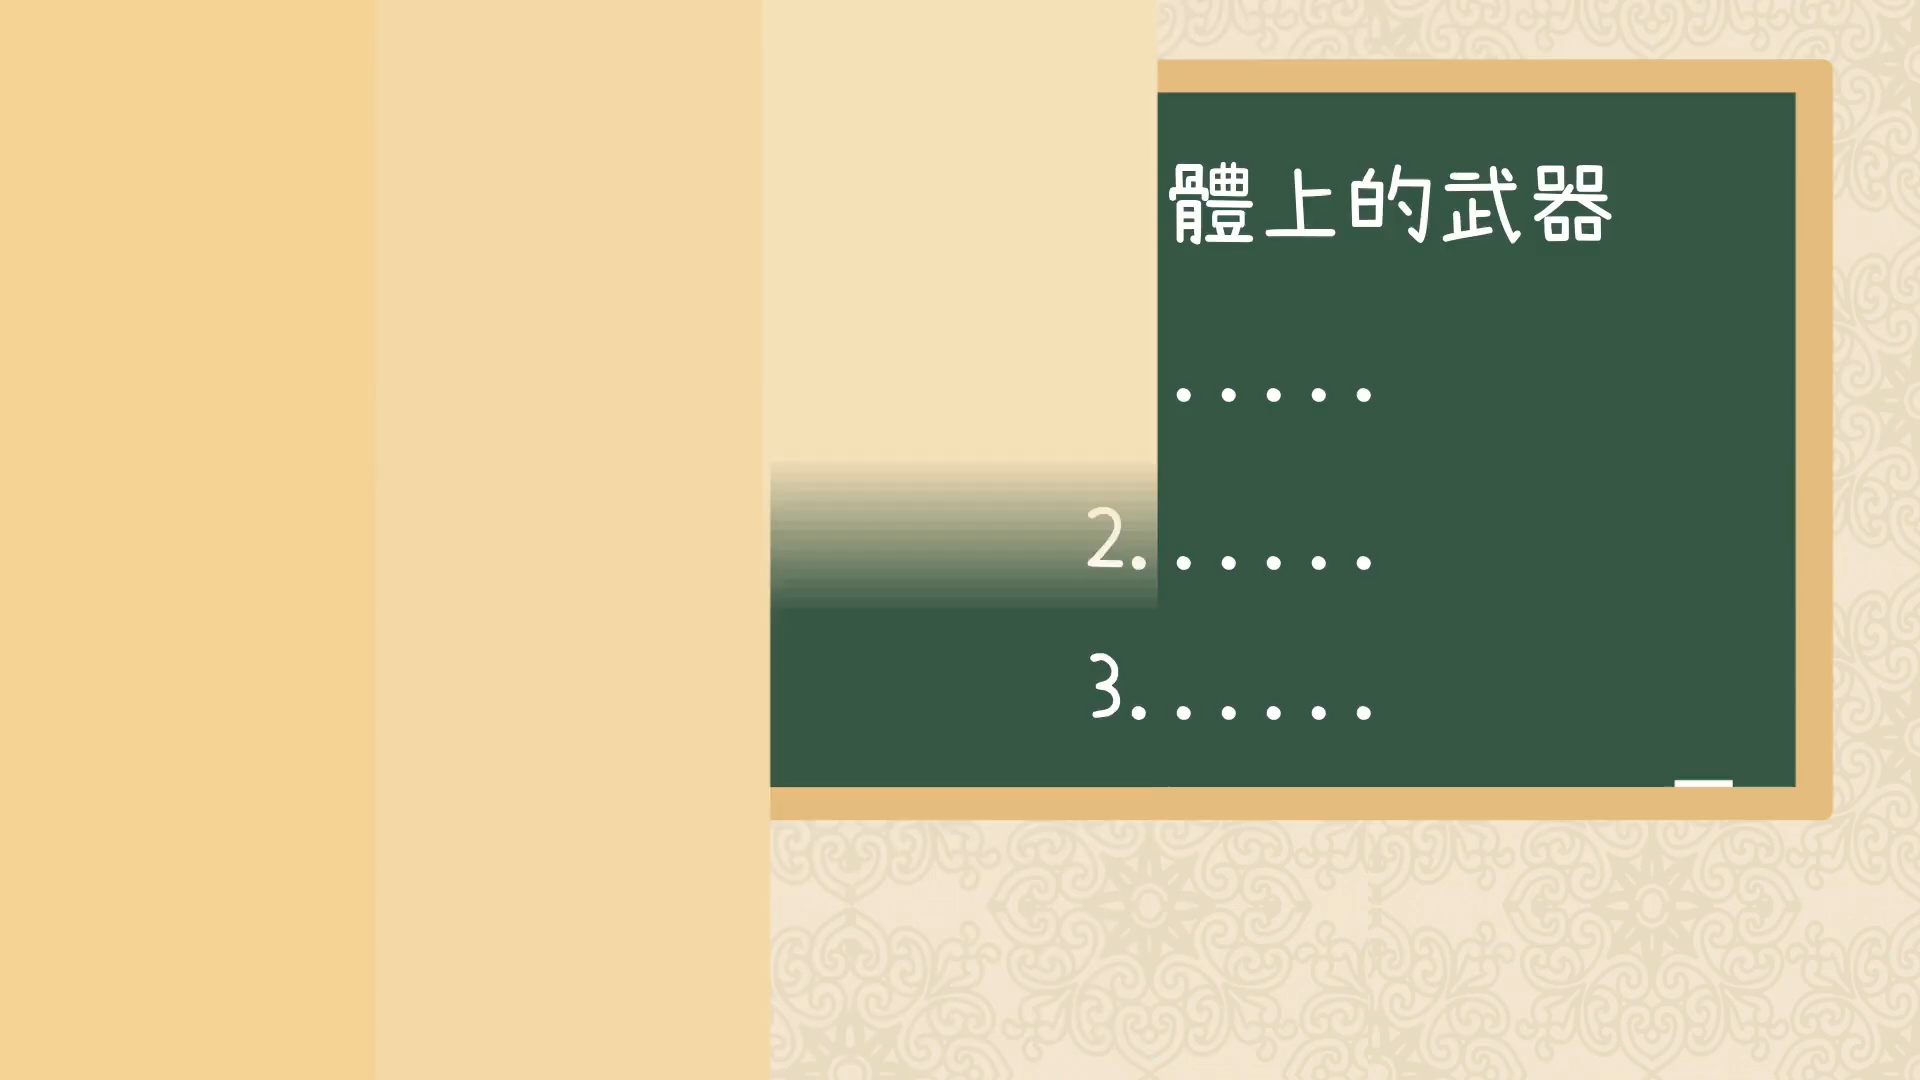 體上的武器
. . . . .
2. . . . . .
3. . . . . .